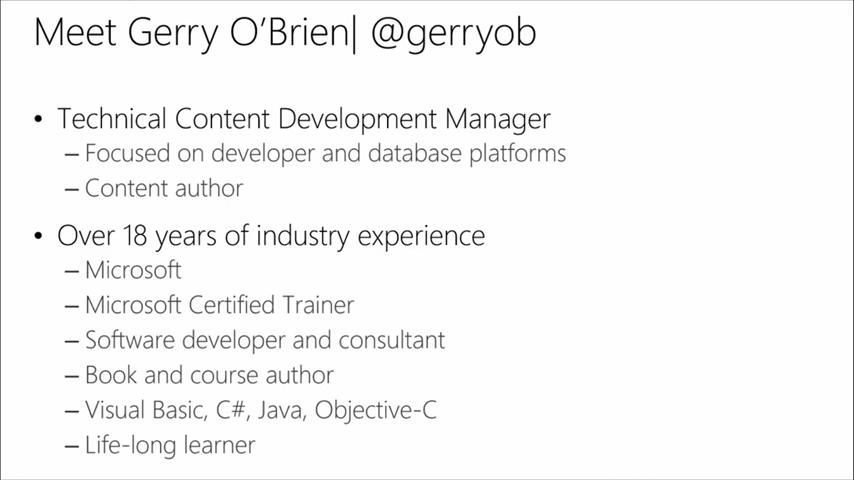 Meet Gerry O'Brien| @gerryob
• Technical Content Development Manager
– Focused on developer and database platforms
– Content author
• Over 18 years of industry experience
– Microsoft
– Microsoft Certified Trainer
– Software developer and consultant
– Book and course author
– Visual Basic, C#, Java, Objective-C
– Life-long learner